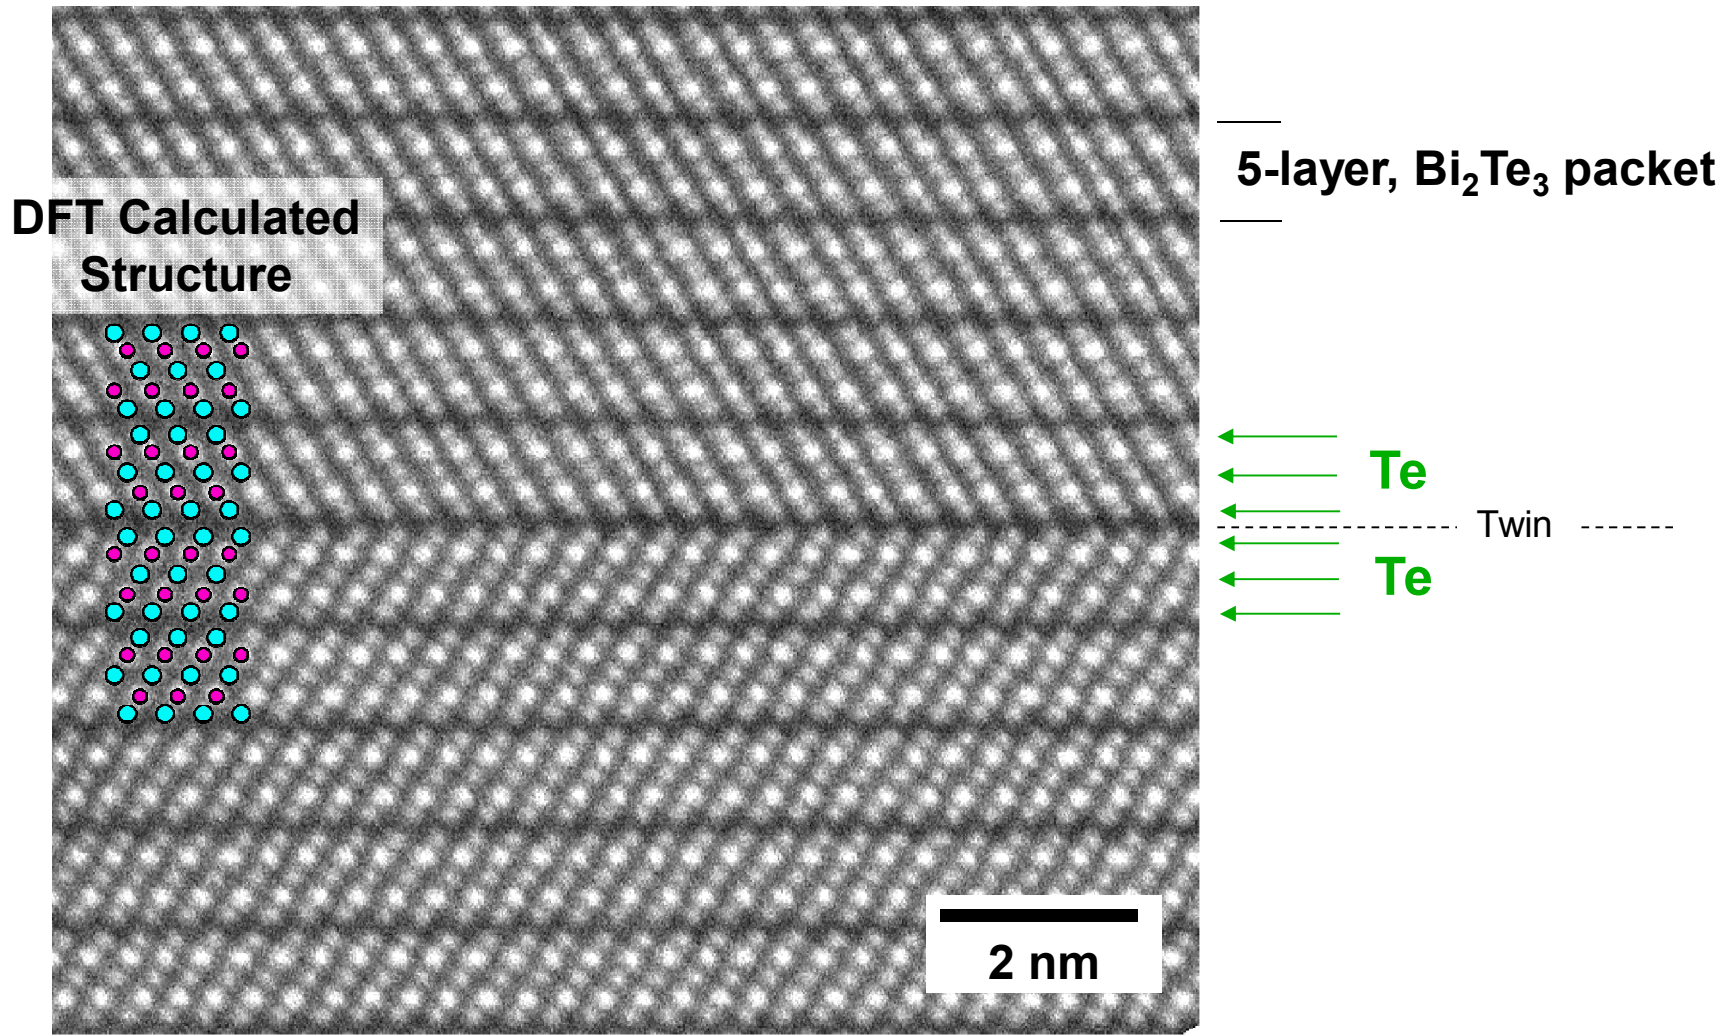 5-layer, Bi₂Te₃ packet
DFT Calculated
Structure
Te
Twin
Te
2 nm